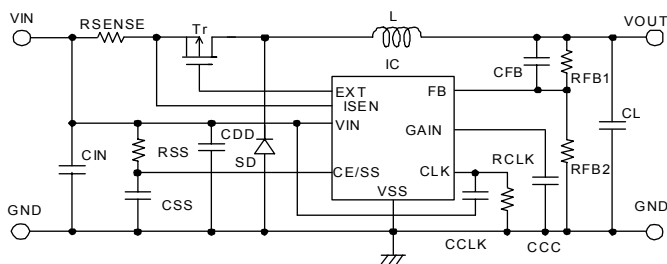 VIN
RSENSE
Tr
L
VOUT
IC
CFB
RFB1
EXT
ISEN
FB
VIN
CDD
GAIN
CL
RSS
SD
CIN
RCLK
RFB2
CE/SS
CLK
CSS
VSS
GND
GND
CCLK
CCC